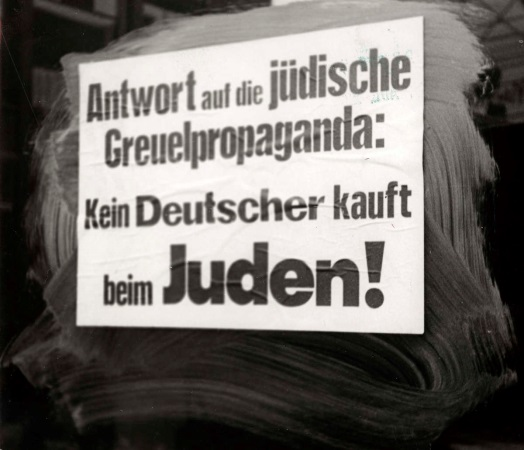 Antwort auf die jüdische
Greuelpropaganda:
Kein Deutscher kauft
beim Juden!